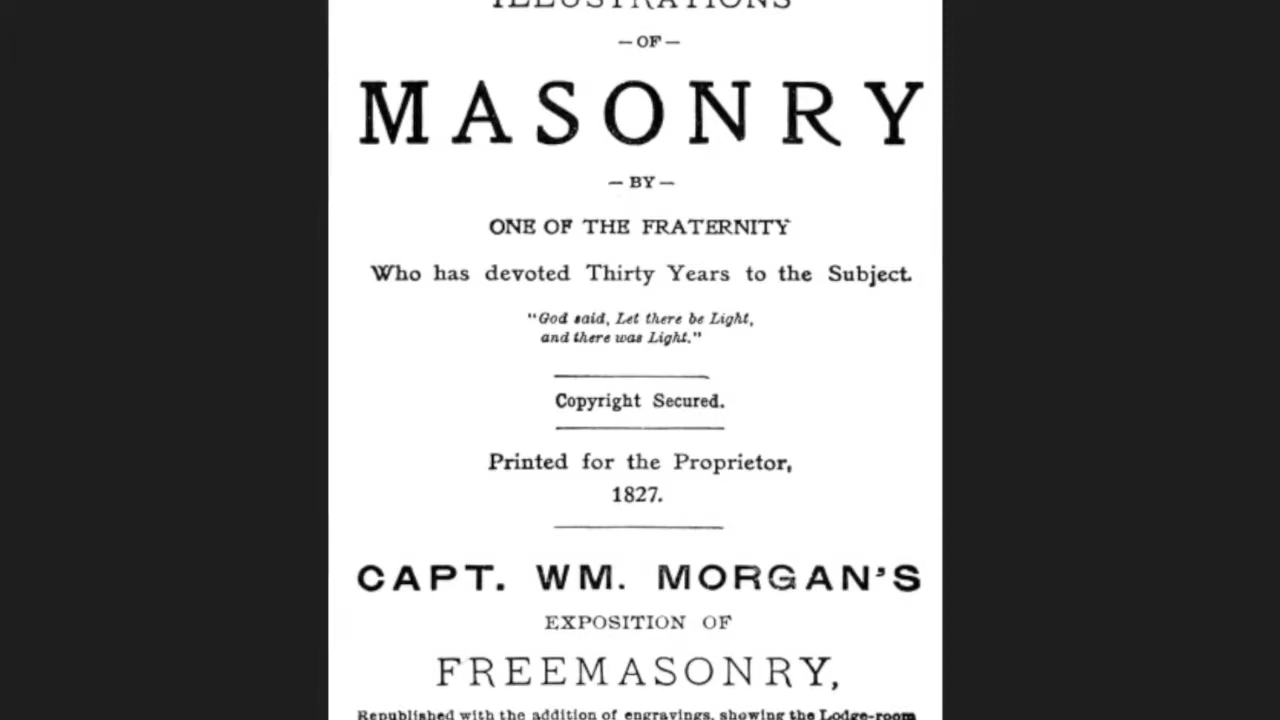 ILLUSTRATIONS
— OF —
MASONRY
— BY —
ONE OF THE FRATERNITY
Who has devoted Thirty Years to the Subject.
"God said, Let there be Light,
and there was Light."
Copyright Secured.
Printed for the Proprietor,
1827.
CAPT. WM. MORGAN'S
EXPOSITION OF
FREEMASONRY,
Republished with the addition of engravings, showing the Lodge-room